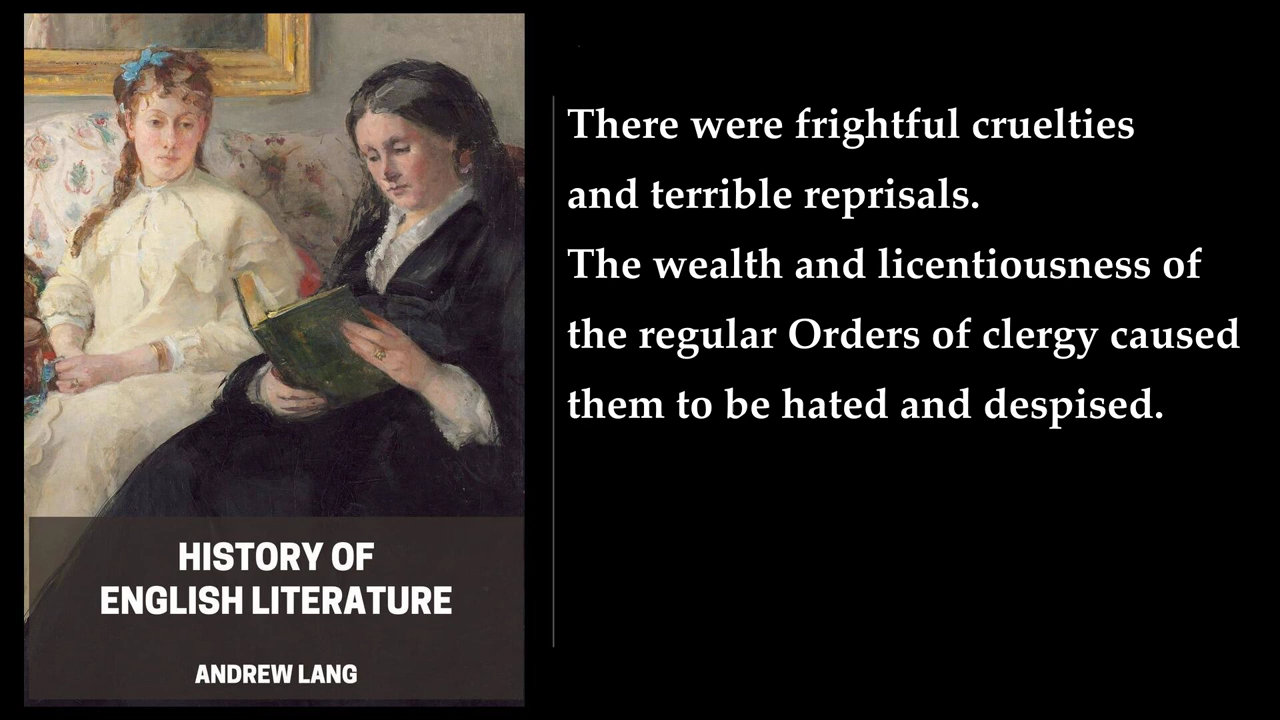 There were frightful cruelties
and terrible reprisals.
The wealth and licentiousness of
the regular Orders of clergy caused
them to be hated and despised.
HISTORY OF
ENGLISH LITERATURE
ANDREW LANG